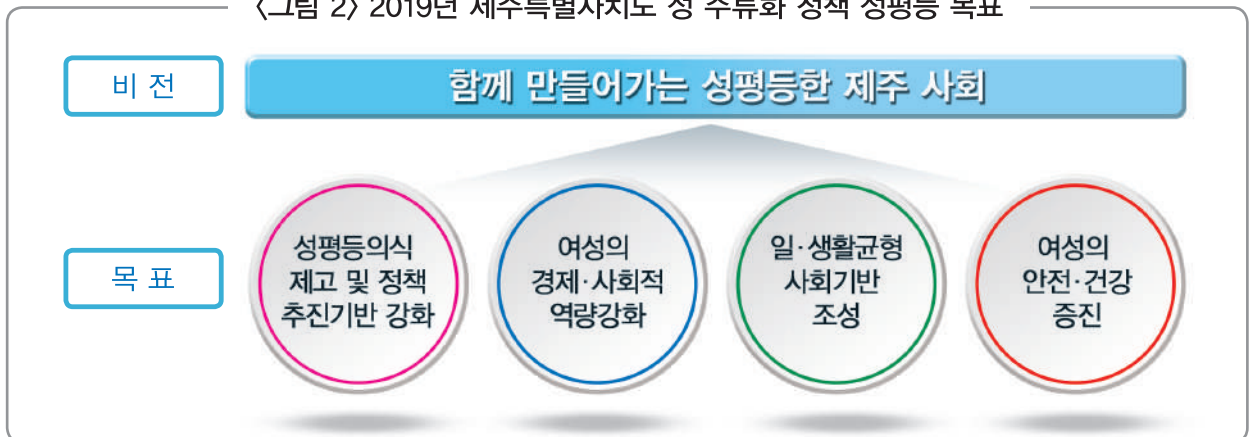 〈그림 2〉 2019년 제주특별자치도 성 주류화 정책 성평등 목표
비 전
함께 만들어가는 성평등한 제주 사회
목 표
성평등의식
제고 및 정책
추진기반 강화
여성의
경제·사회적
역량강화
일·생활균형
사회기반
조성
여성의
안전·건강
증진